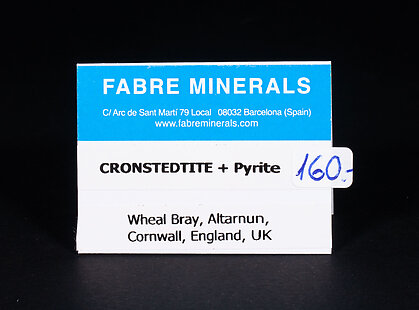 FABRE MINERALS
C/ Arc de Sant Martí 79 Local 08032 Barcelona (Spain)
www.fabreminerals.com
CRONSTEDTITE + Pyrite
160.-
Wheal Bray, Altarnun,
Cornwall, England, UK